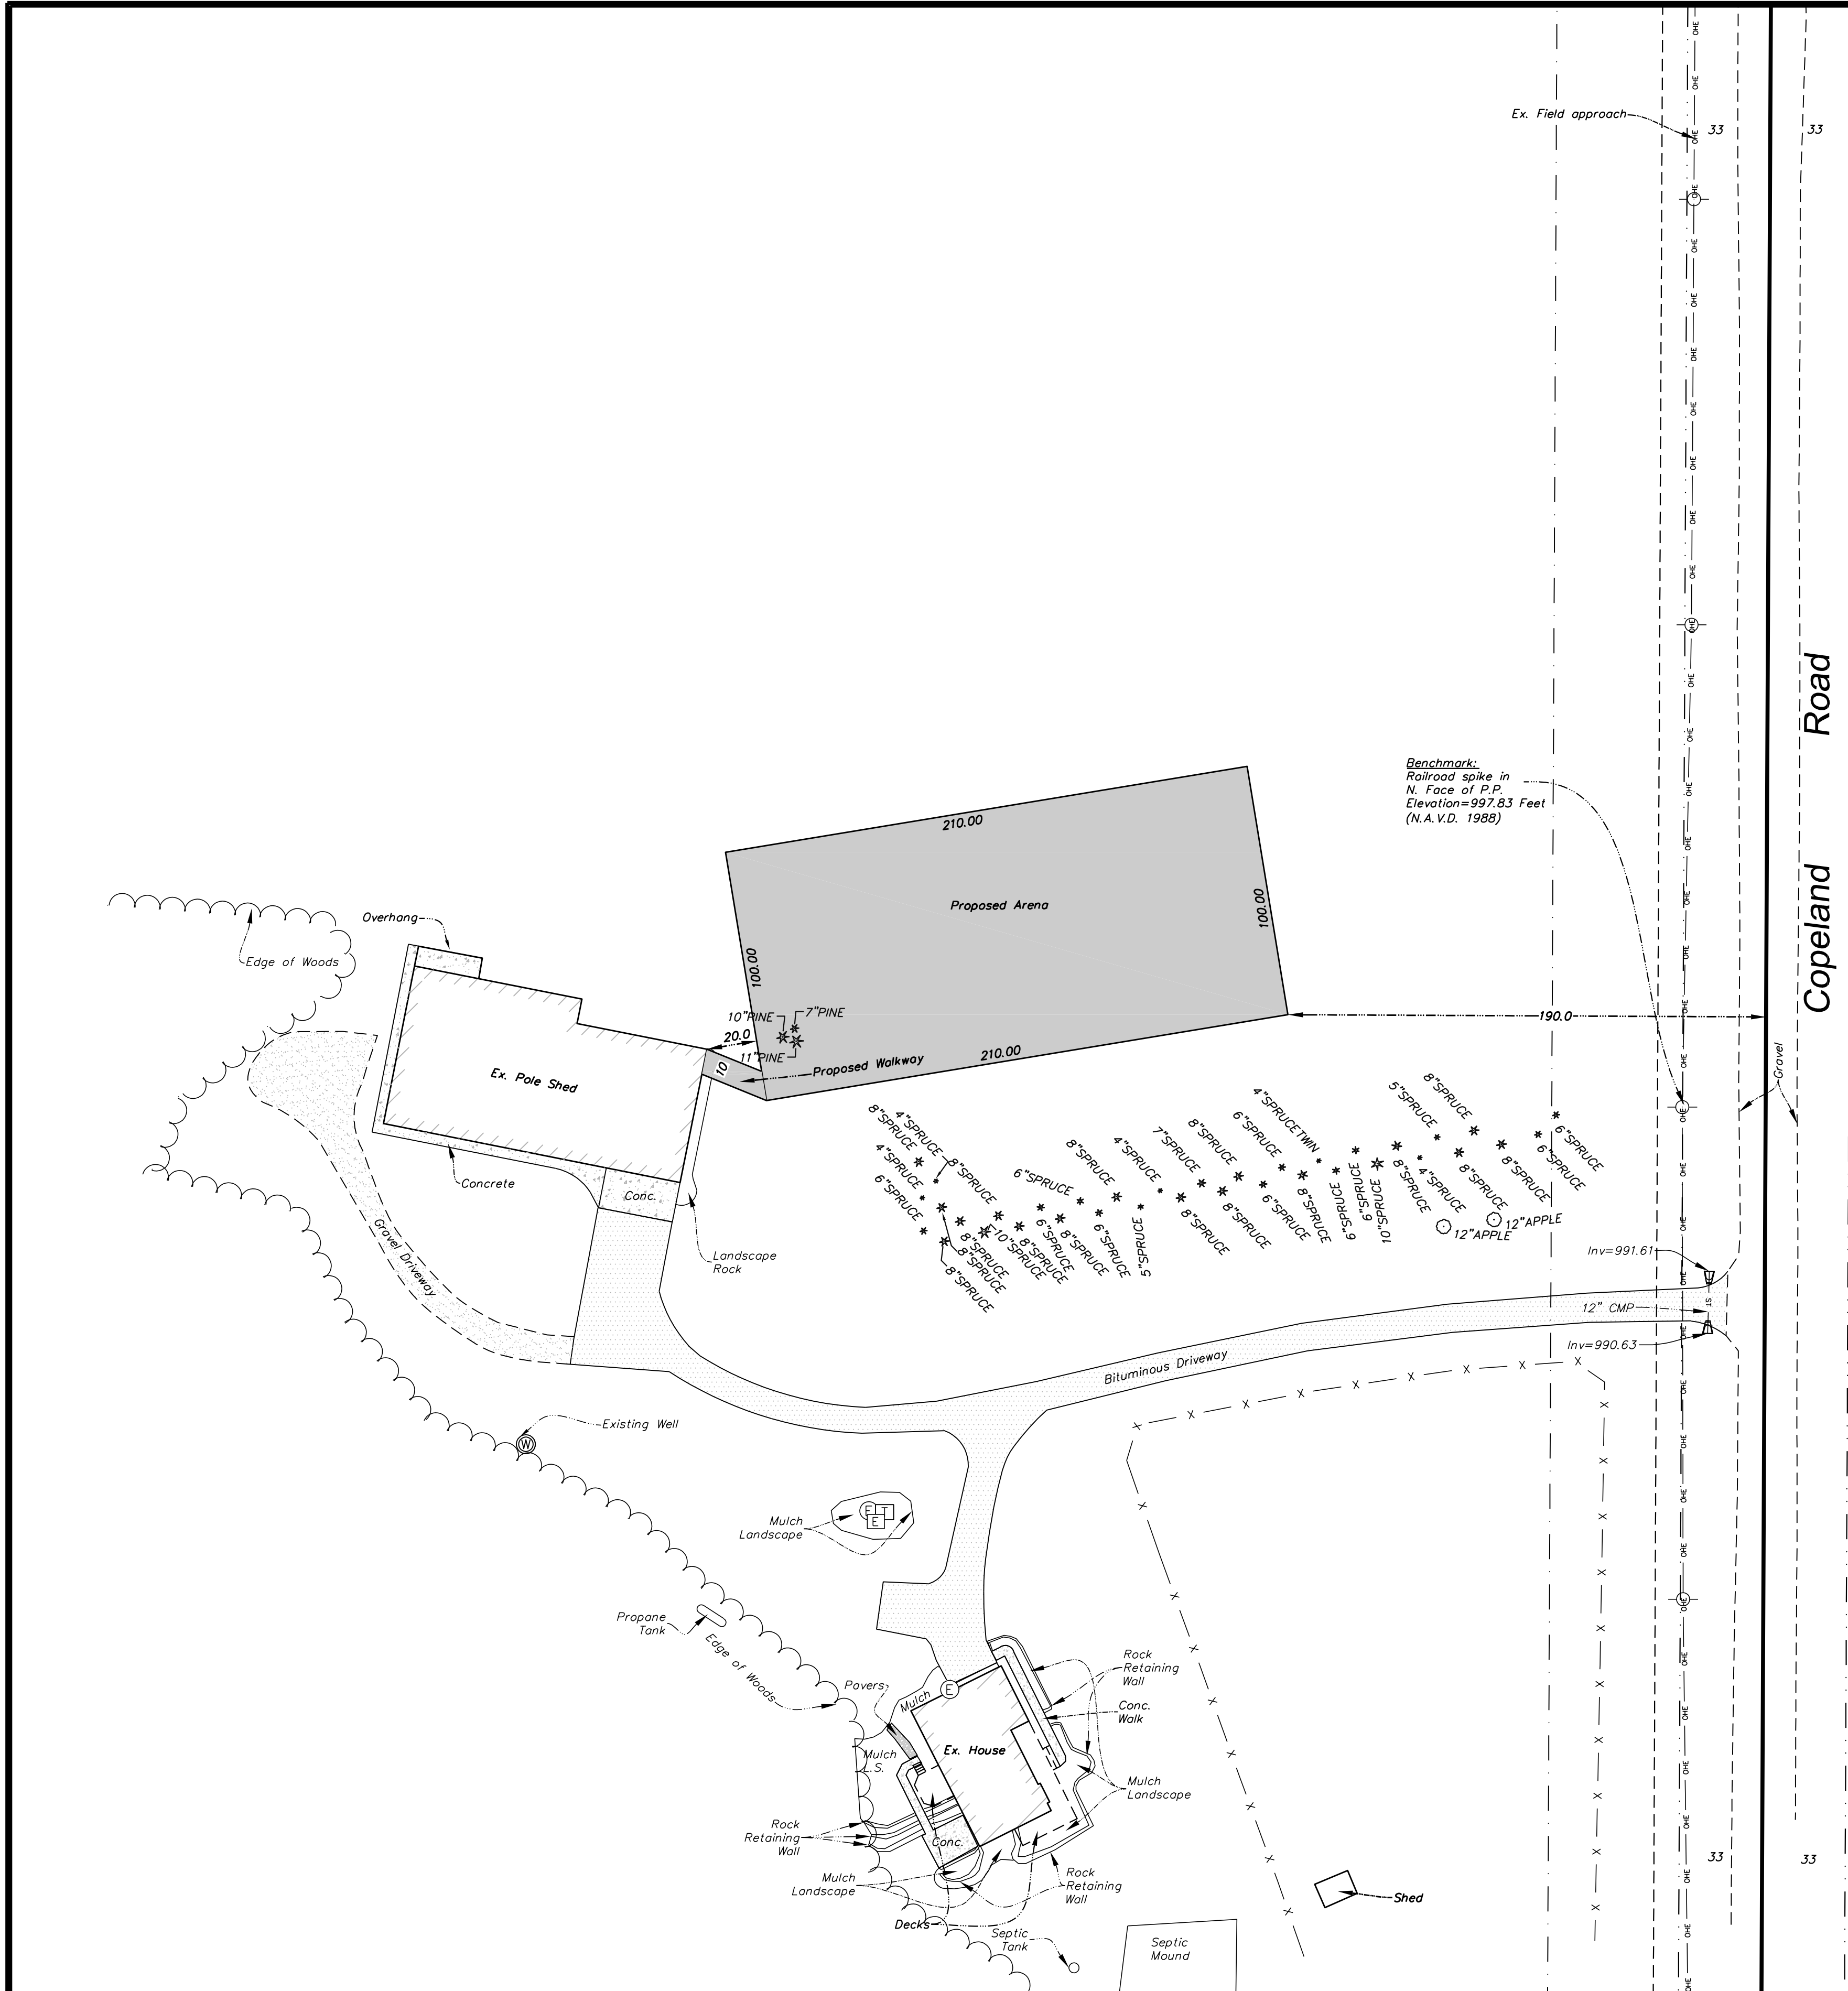 Ex. Field approach
33
33
OHE
Copeland Road
Benchmark:
Railroad spike in
N. Face of P.P.
Elevation=997.83 Feet
(N.A.V.D. 1988)
210.00
Proposed Arena
100.00
100.00
210.00
190.0
Overhang
Edge of Woods
10"PINE
7"PINE
20.0
11"PINE
10
Proposed Walkway
Ex. Pole Shed
Concrete
Conc.
Landscape
Rock
Gravel Driveway
Gravel
8"SPRUCE
4"SPRUCE
4"SPRUCE
6"SPRUCE
8"SPRUCE
8"SPRUCE
8"SPRUCE
8"SPRUCE
10"SPRUCE
8"SPRUCE
6"SPRUCE
6"SPRUCE
8"SPRUCE
8"SPRUCE
6"SPRUCE
5"SPRUCE
4"SPRUCE
7"SPRUCE
8"SPRUCE
8"SPRUCE
8"SPRUCE
6"SPRUCE
6"SPRUCE
4"SPRUCETWIN
8"SPRUCE
6"SPRUCE
6"SPRUCE
10"SPRUCE
8"SPRUCE
5"SPRUCE
4"SPRUCE
8"SPRUCE
8"SPRUCE
8"SPRUCE
6"SPRUCE
6"SPRUCE
12"APPLE
12"APPLE
Inv=991.61
12" CMP
ST
Inv=990.63
Bituminous Driveway
Existing Well
W
Mulch
Landscape
E
T
E
Propane
Tank
Edge of Woods
Pavers
Mulch
E
Rock
Retaining
Wall
Conc.
Walk
Ex. House
Mulch
L.S.
Mulch
Landscape
Rock
Retaining
Wall
Conc.
Mulch
Landscape
Rock
Retaining
Wall
Decks
Septic
Tank
Septic
Mound
Shed
33
33